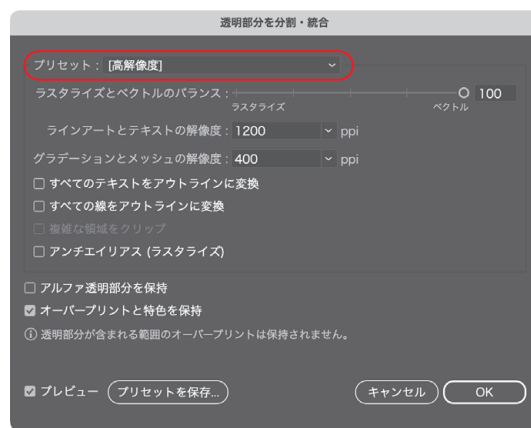 透明部分を分割・統合
プリセット： [高解像度]
ラスタライズとベクトルのバランス： 100
ラスタライズ ベクトル
ラインアートとテキストの解像度： 1200 ppi
グラデーションとメッシュの解像度： 400 ppi
すべてのテキストをアウトラインに変換
すべての線をアウトラインに変換
複雑な領域をクリップ
アンチエイリアス (ラスタライズ)
アルファ透明部分を保持
オーバープリントと特色を保持
透明部分が含まれる範囲のオーバープリントは保持されません。
プレビュー プリセットを保存... キャンセル OK